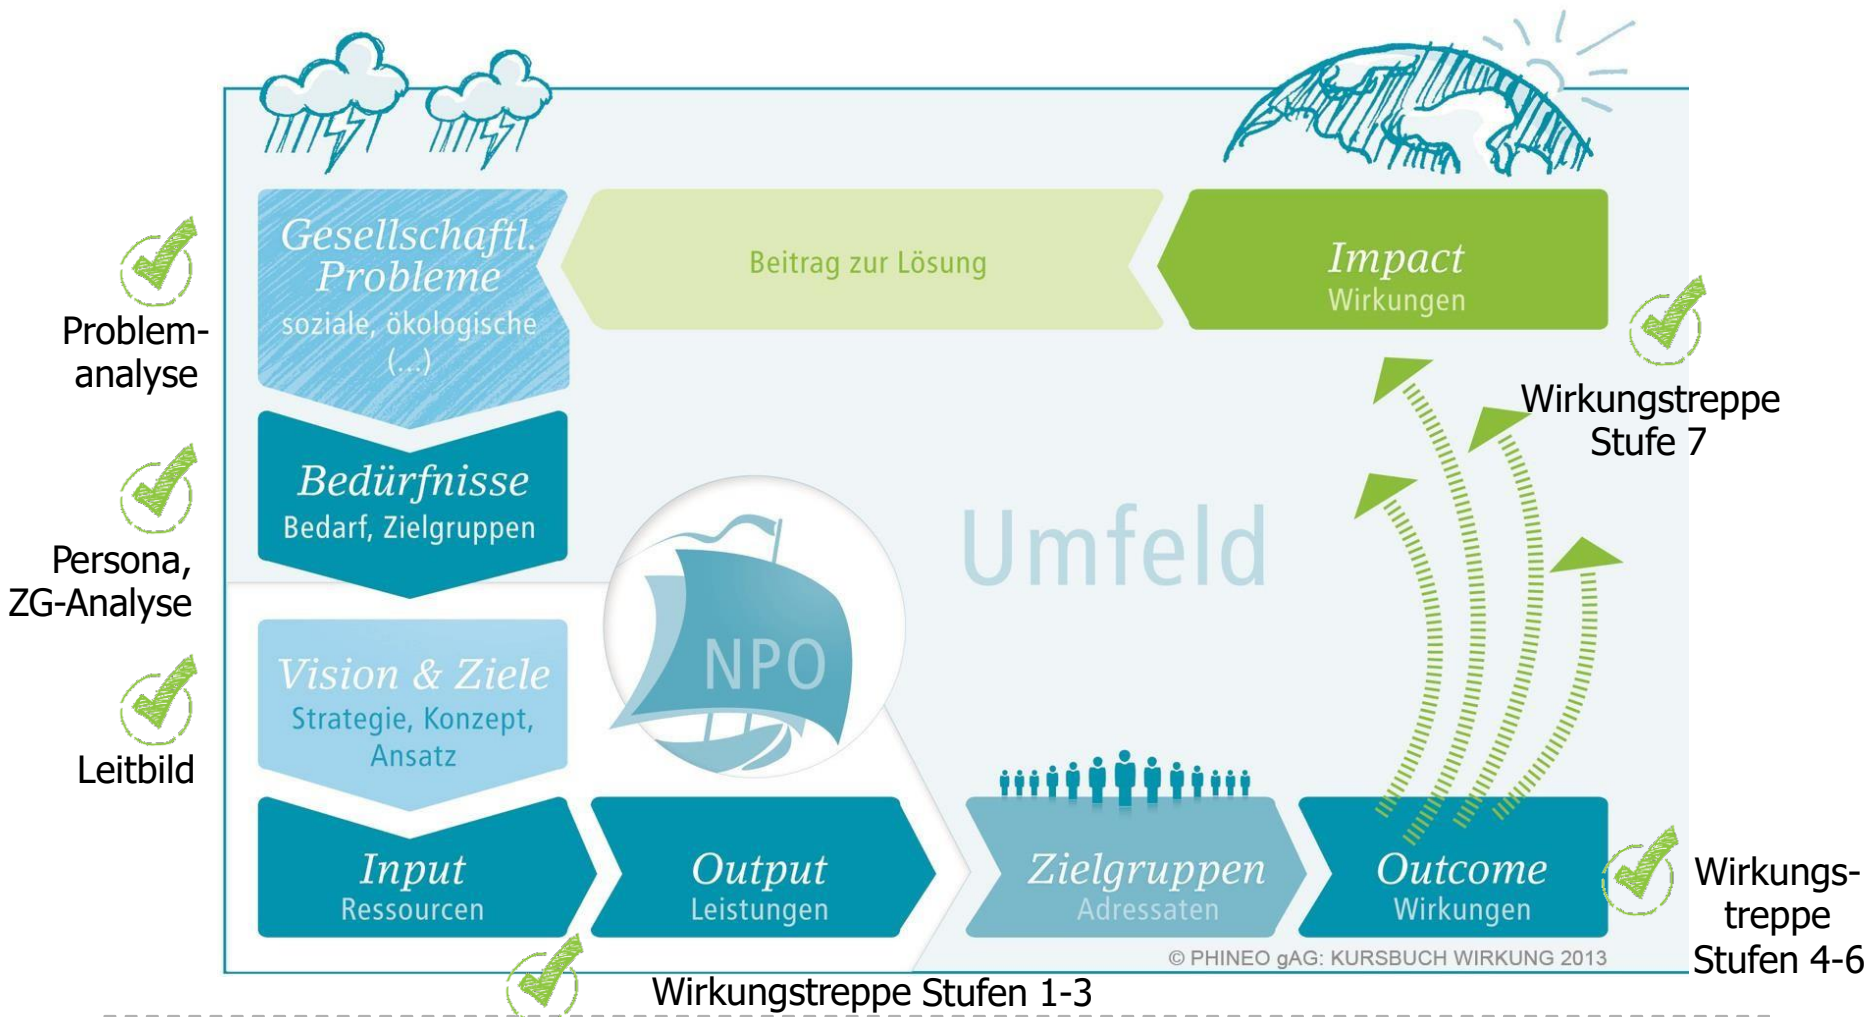 Gesellschaftl.
Probleme
soziale, ökologische
(...)
Beitrag zur Lösung
Impact
Wirkungen
Problem-
analyse
Wirkungstreppe
Stufe 7
Bedürfnisse
Bedarf, Zielgruppen
Persona,
ZG-Analyse
Umfeld
NPO
Vision & Ziele
Strategie, Konzept,
Ansatz
Leitbild
Input
Ressourcen
Output
Leistungen
Zielgruppen
Adressaten
Outcome
Wirkungen
Wirkungs-
treppe
Stufen 4-6
© PHINEO gAG: KURSBUCH WIRKUNG 2013
Wirkungstreppe Stufen 1-3